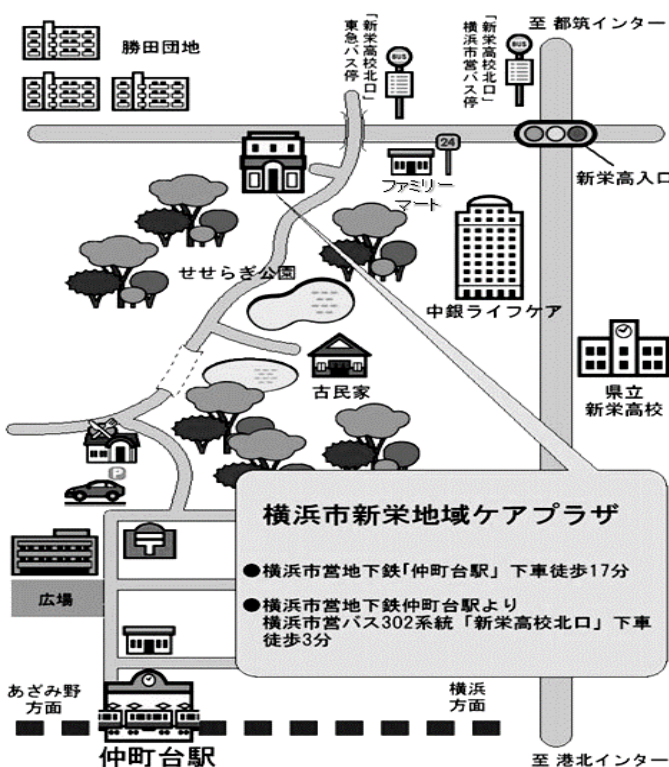 勝田団地
「新栄高校北口」
東急バス停
「新栄高校北口」
横浜市営バス停
BUS
BUS
至 都筑インター
24
ファミリー
マート
新栄高入口
せせらぎ公園
中銀ライフケア
古民家
県立
新栄高校
P
横浜市新栄地域ケアプラザ
●横浜市営地下鉄「仲町台駅」下車徒歩17分
●横浜市営地下鉄仲町台駅より
横浜市営バス302系統「新栄高校北口」下車
徒歩3分
広場
あざみ野
方面
横浜
方面
仲町台駅
至 港北インター